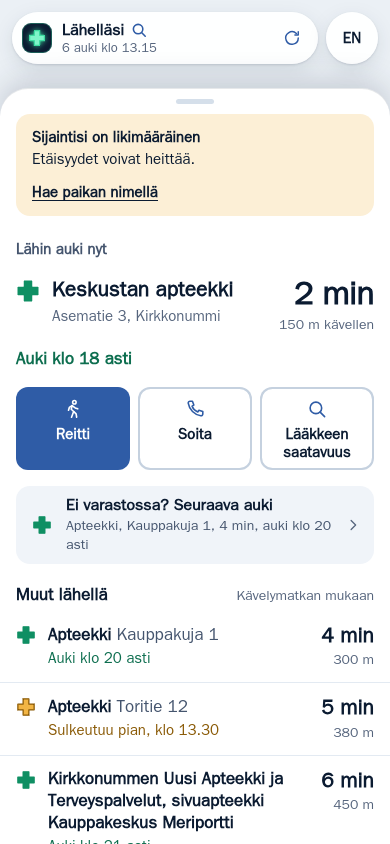 Lähelläsi
6 auki klo 13.15
EN
Sijaintisi on likimääräinen
Etäisyydet voivat heittää.
Hae paikan nimellä
Lähin auki nyt
Keskustan apteekki
2 min
Asematie 3, Kirkkonummi
150 m kävellen
Auki klo 18 asti
Reitti
Soita
Lääkkeen
saatavuus
Ei varastossa? Seuraava auki
Apteekki, Kauppakuja 1, 4 min, auki klo 20
asti
Muut lähellä
Kävelymatkan mukaan
Apteekki Kauppakuja 1
4 min
Auki klo 20 asti
300 m
Apteekki Toritie 12
5 min
Sulkeutuu pian, klo 13.30
380 m
Kirkkonummen Uusi Apteekki ja
6 min
Terveyspalvelut, sivuapteekki
450 m
Kauppakeskus Meriportti
Auki klo 21 asti